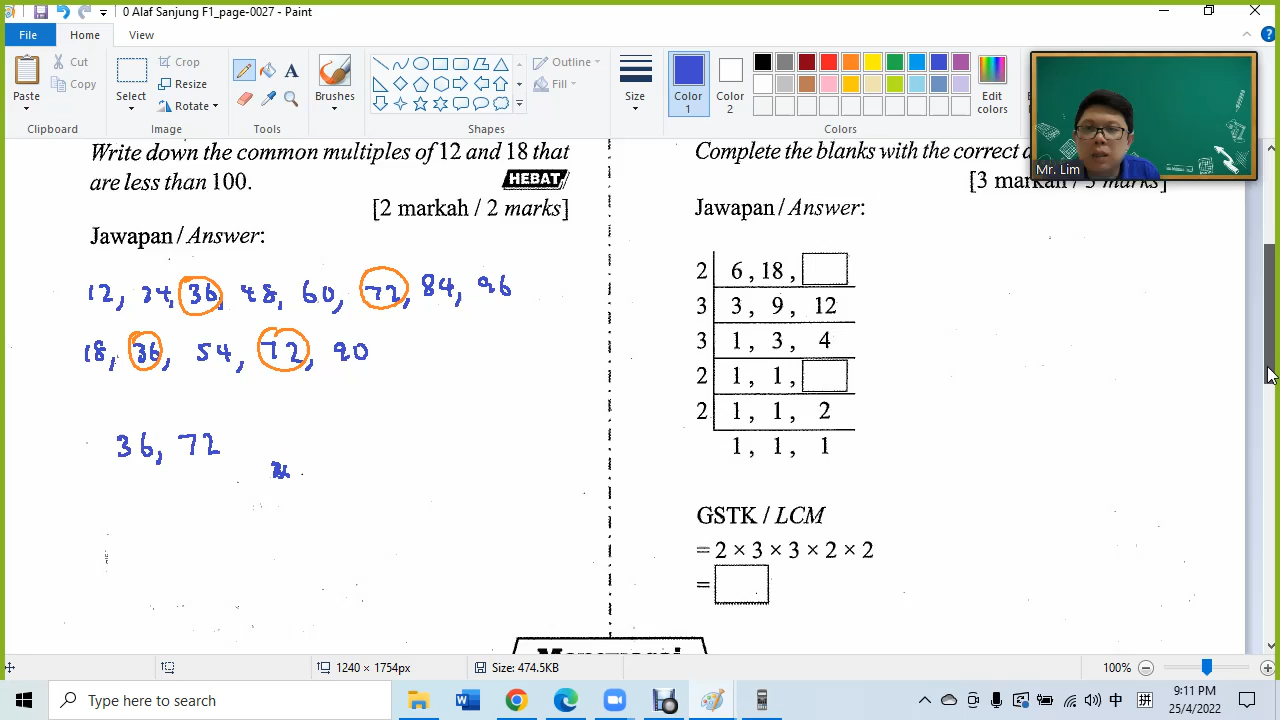 0 Alaf Sanjung F1_page-0027 - Paint
File Home View
Paste
Cut
Copy
Clipboard
Select
Crop
Resize
Rotate
Image
Tools
Brushes
Shapes
Outline
Fill
Size
Color 1
Color 2
Colors
Edit colors
Mr. Lim
Write down the common multiples of 12 and 18 that
are less than 100.
HEBAT
[2 markah / 2 marks]
Jawapan / Answer:
12, 24, 36, 48, 60, 72, 84, 96
18, 36, 54, 72, 90
36, 72
Complete the blanks with the correct
[3 markah / 3 marks]
Jawapan / Answer:
2 6 , 18 ,
3 3 , 9 , 12
3 1 , 3 , 4
2 1 , 1 ,
2 1 , 1 , 2
1 , 1 , 1
GSTK / LCM
= 2 × 3 × 3 × 2 × 2
=
1240 × 1754px
Size: 474.5KB
100%
Type here to search
中 拼
9:11 PM
25/4/2022